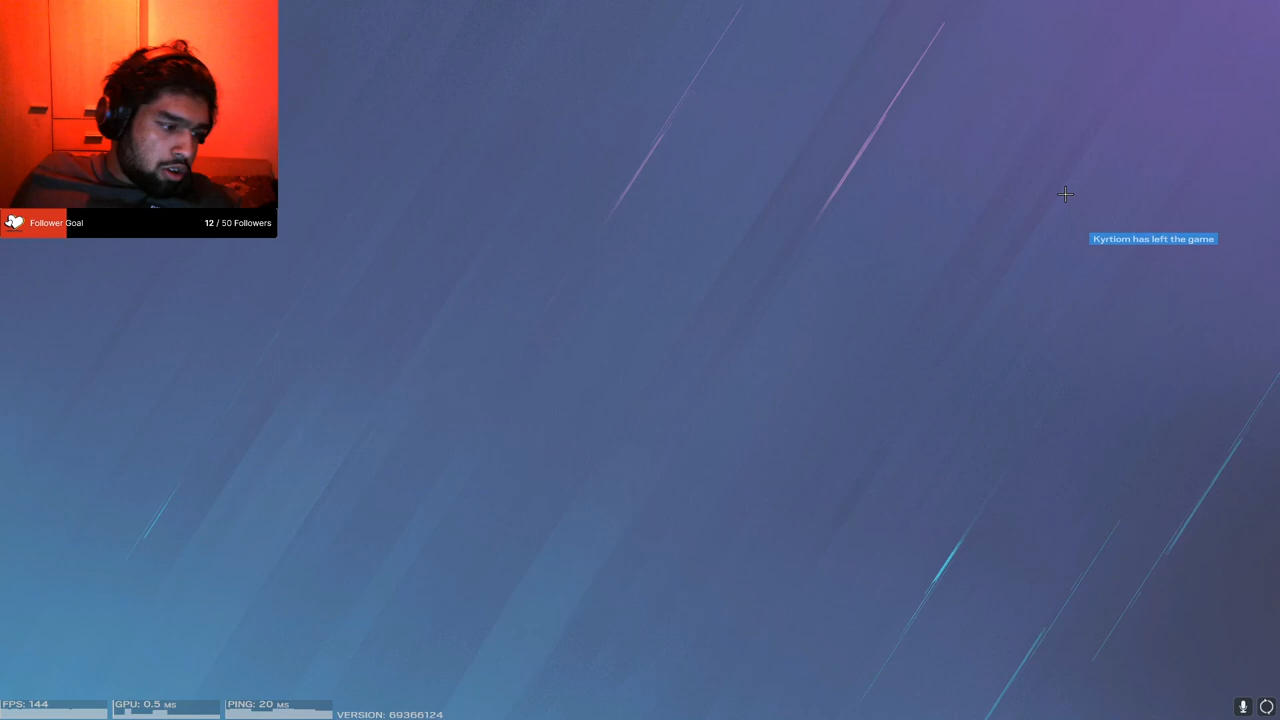 Follower Goal 12 / 50 Followers
Kyrtiom has left the game
FPS: 144 GPU: 0.5 MS PING: 20 MS VERSION: 69366124